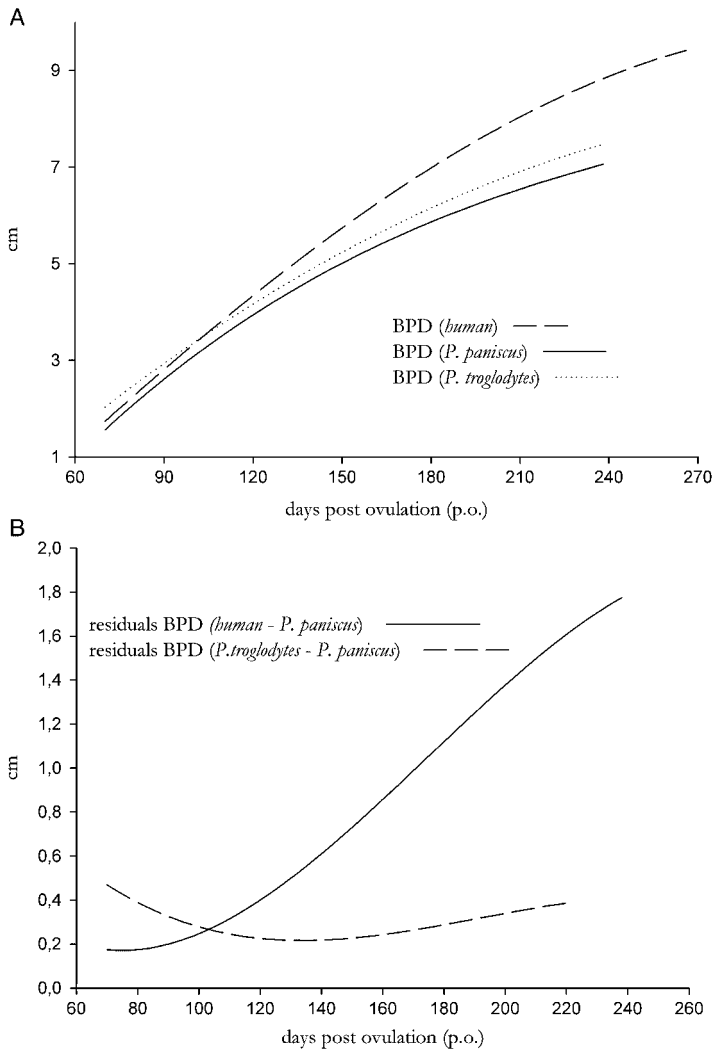 A
9
7
cm
5
3
1
BPD (human)
BPD (P. paniscus)
BPD (P. troglodytes)
60 90 120 150 180 210 240 270
days post ovulation (p.o.)
B
2,0
1,8
residuals BPD (human - P. paniscus)
1,6
residuals BPD (P.troglodytes - P. paniscus)
1,4
1,2
cm
1,0
0,8
0,6
0,4
0,2
0,0
60 80 100 120 140 160 180 200 220 240 260
days post ovulation (p.o.)